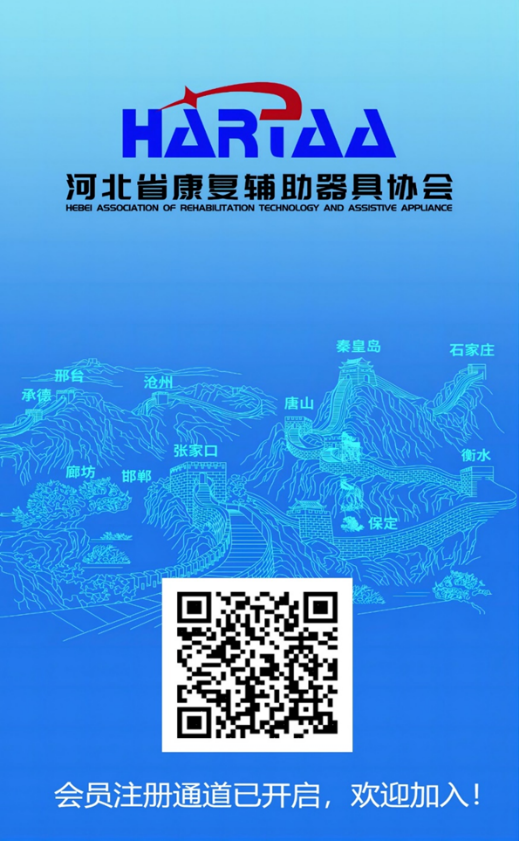 HARTAA
河北省康复辅助器具协会
HEBEI ASSOCIATION OF REHABILITATION TECHNOLOGY AND ASSISTIVE APPLIANCE
秦皇岛
石家庄
邢台
沧州
承德
唐山
张家口
衡水
廊坊
邯郸
保定
会员注册通道已开启，欢迎加入！